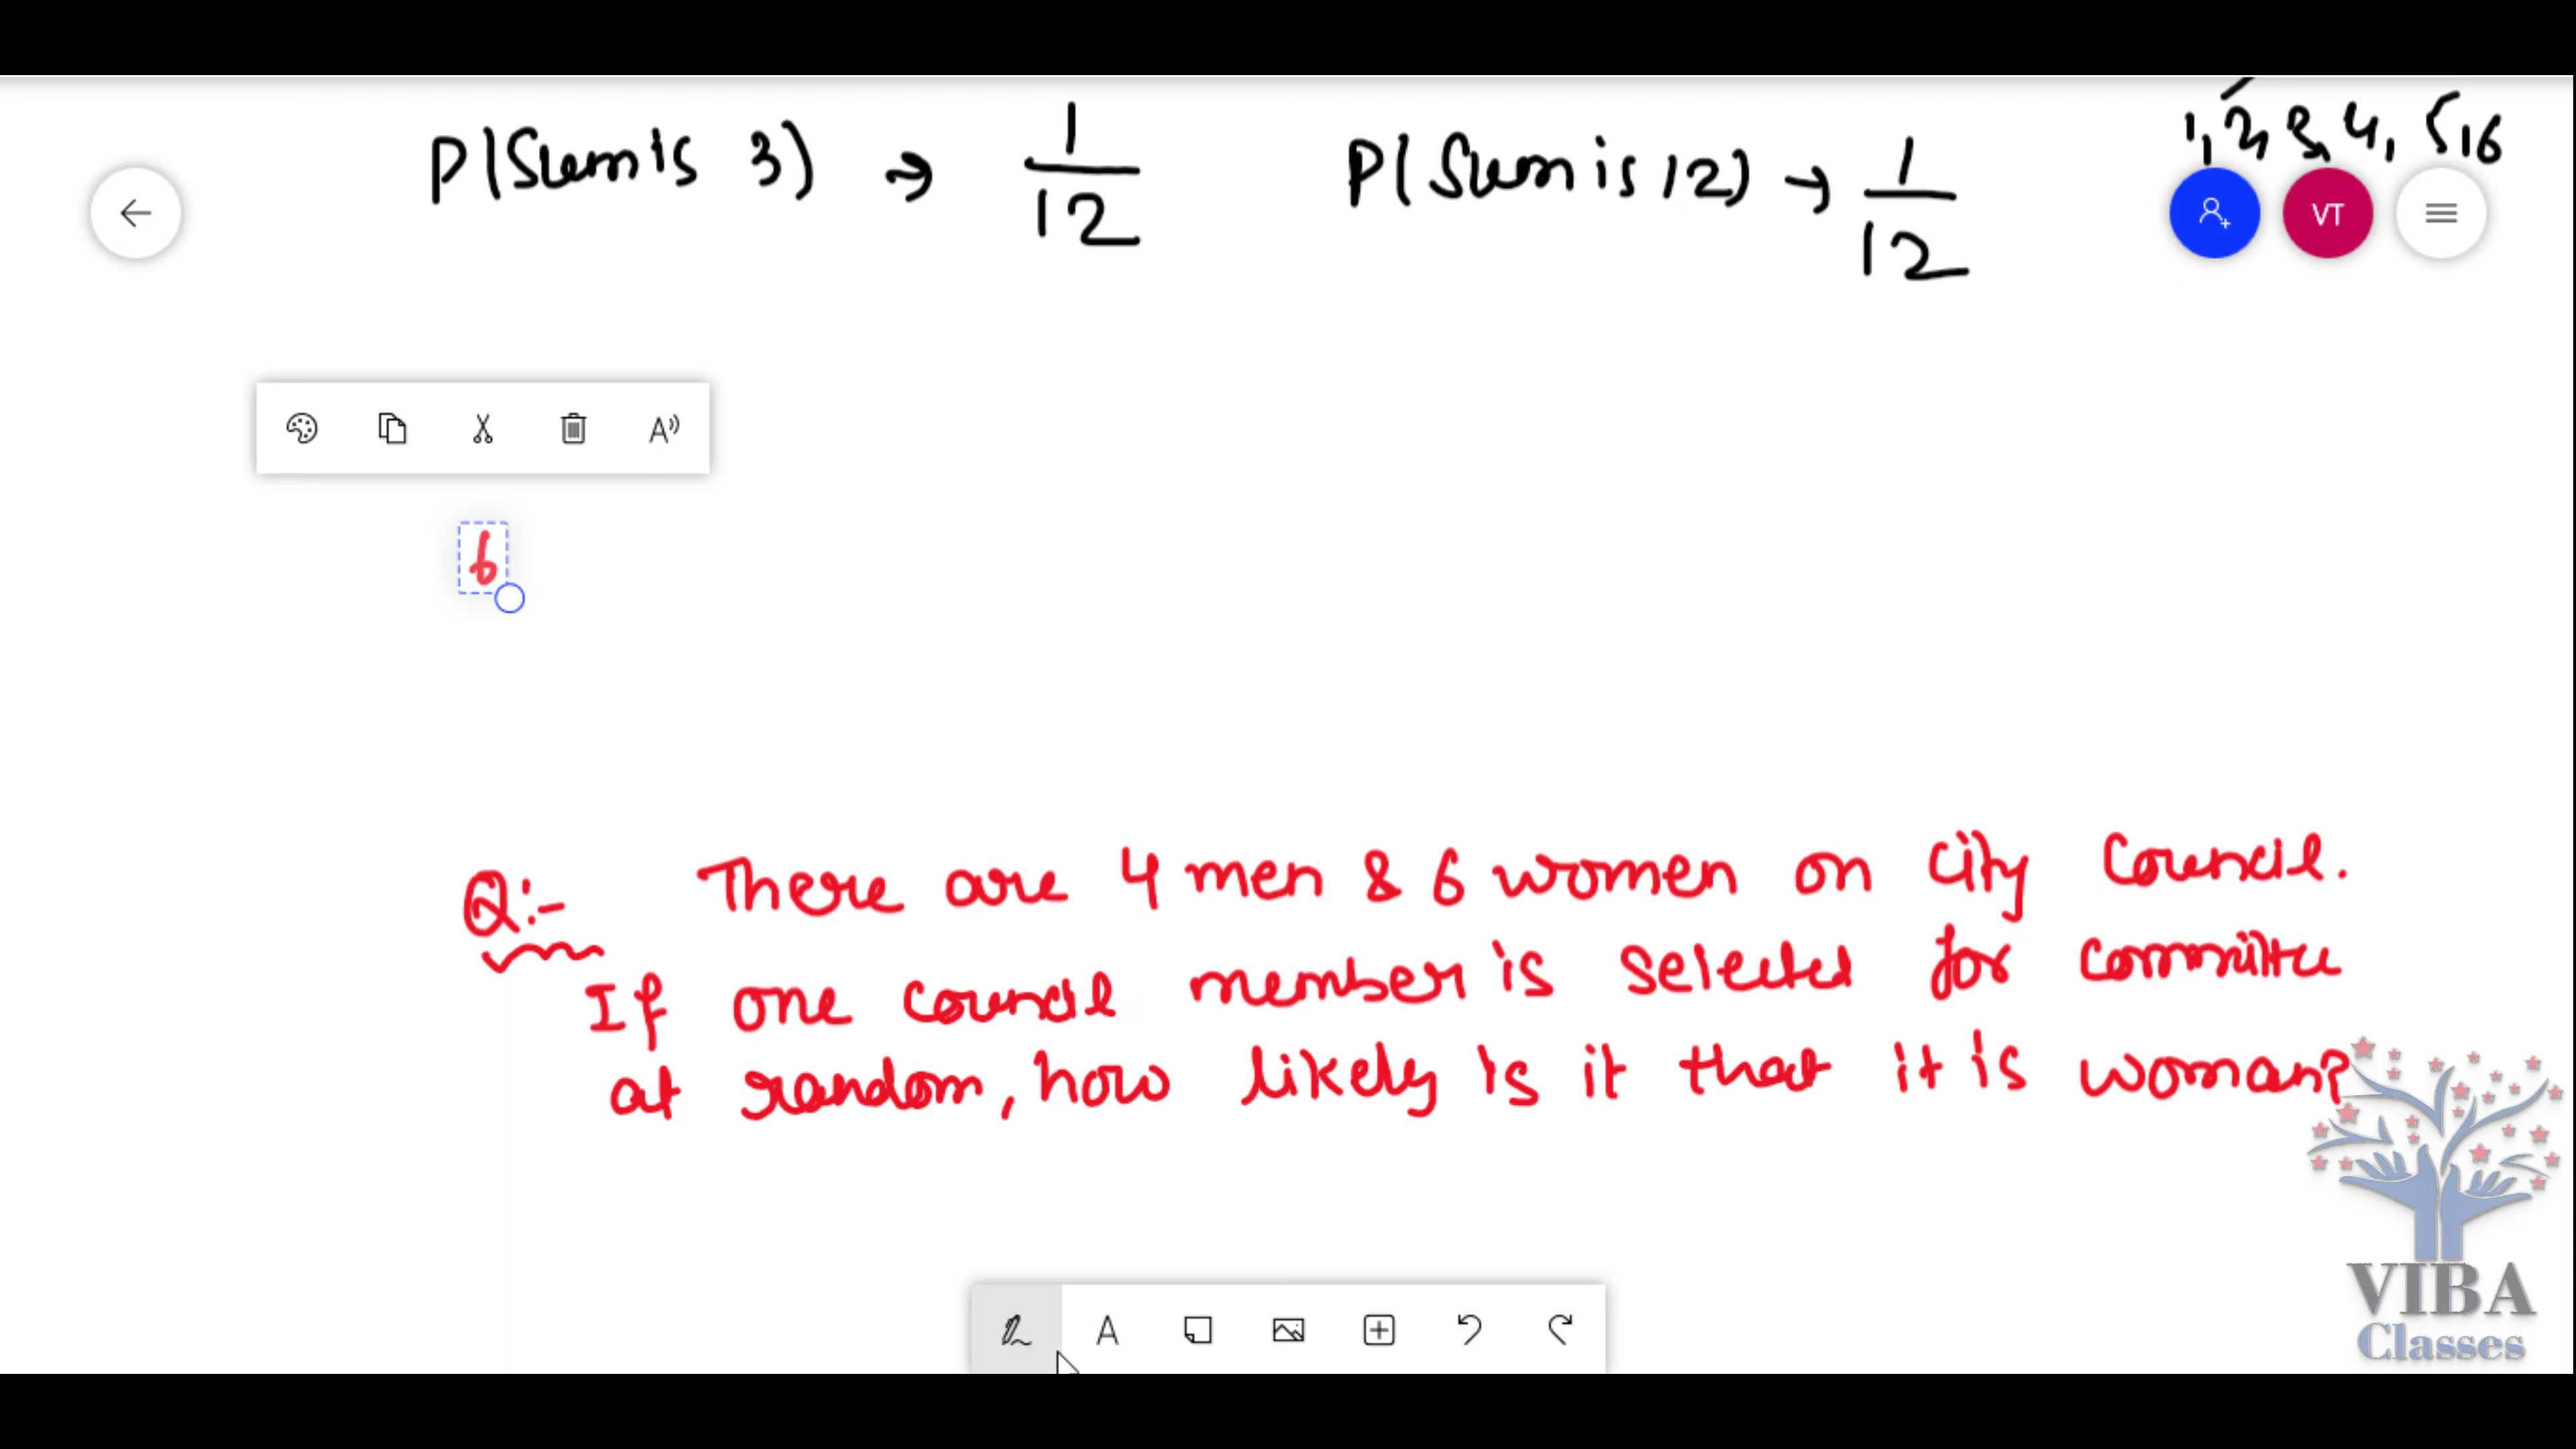 1, 2, 3, 4, 5, 6
P(Sum is 3) → 1/12 P(Sum is 12) → 1/12
VT
A
6
Q:- There are 4 men & 6 women on City Council.
If one council member is selected for committee
at random, how likely is it that it is woman?
A
VIBA
Classes